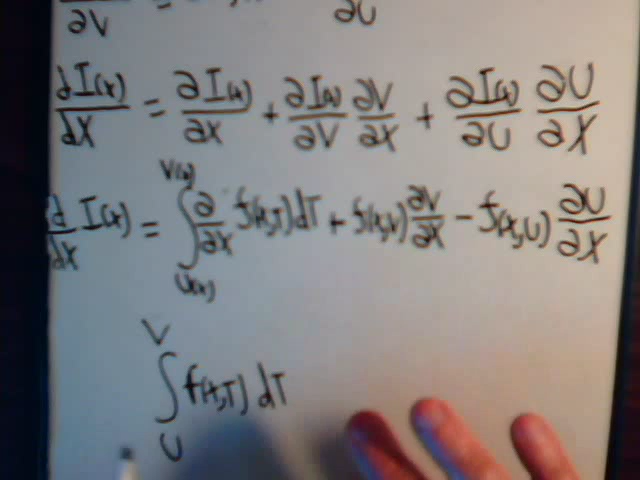 ∂V = ∂U
dI(x)/dX = ∂I(x)/∂X + ∂I(x)/∂V ∂V/∂X + ∂I(x)/∂U ∂U/∂X
d/dX I(x) = ∫_{U(x)}^{V(x)} ∂/∂X f(x,T) dT + f(x,V) ∂V/∂X - f(x,U) ∂U/∂X
∫_U^V f(t,T) dT